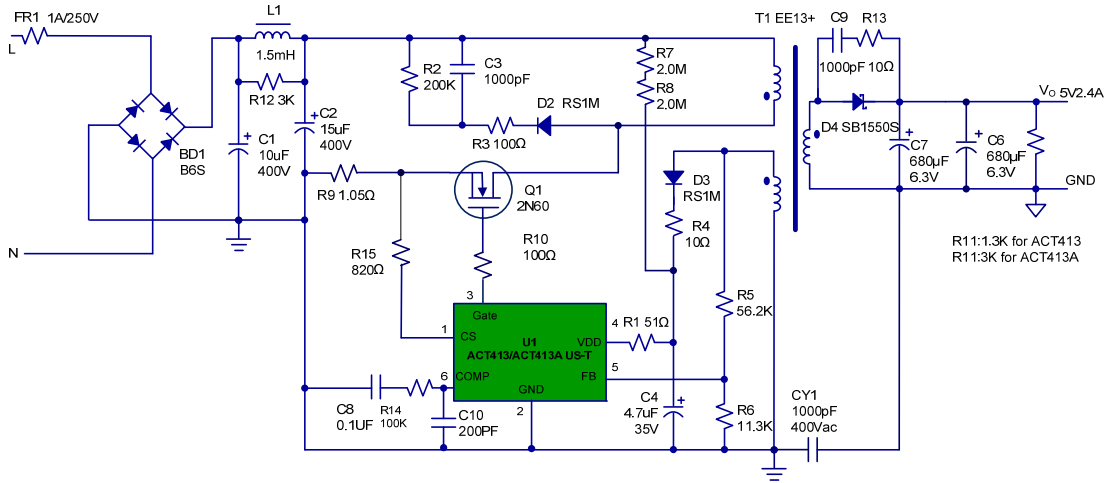 FR1 1A/250V
L
L1
1.5mH
R12 3K
C1
10uF
400V
C2
15uF
400V
BD1
B6S
N
R2
200K
C3
1000pF
R3 100Ω
D2 RS1M
R7
2.0M
R8
2.0M
T1 EE13+
C9
R13
1000pF 10Ω
D4 SB1550S
VO 5V2.4A
C7
680µF
6.3V
C6
680µF
6.3V
GND
R9 1.05Ω
Q1
2N60
R15
820Ω
R10
100Ω
D3
RS1M
R4
10Ω
R11:1.3K for ACT413
R11:3K for ACT413A
R5
56.2K
3
Gate
1
CS
U1
ACT413/ACT413A US-T
VDD
4
R1 51Ω
6
COMP
FB
5
GND
2
C8
0.1UF
R14
100K
C10
200PF
C4
4.7uF
35V
R6
11.3K
CY1
1000pF
400Vac
+
+
+
+
+